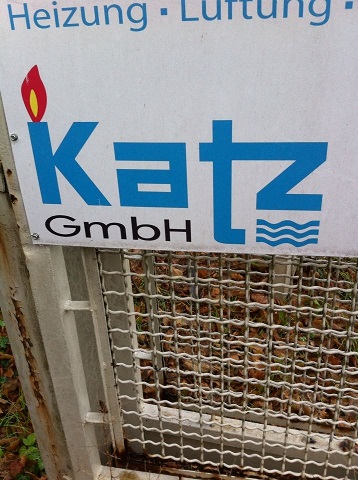 Heizung · Lüftung ·
Katz
GmbH